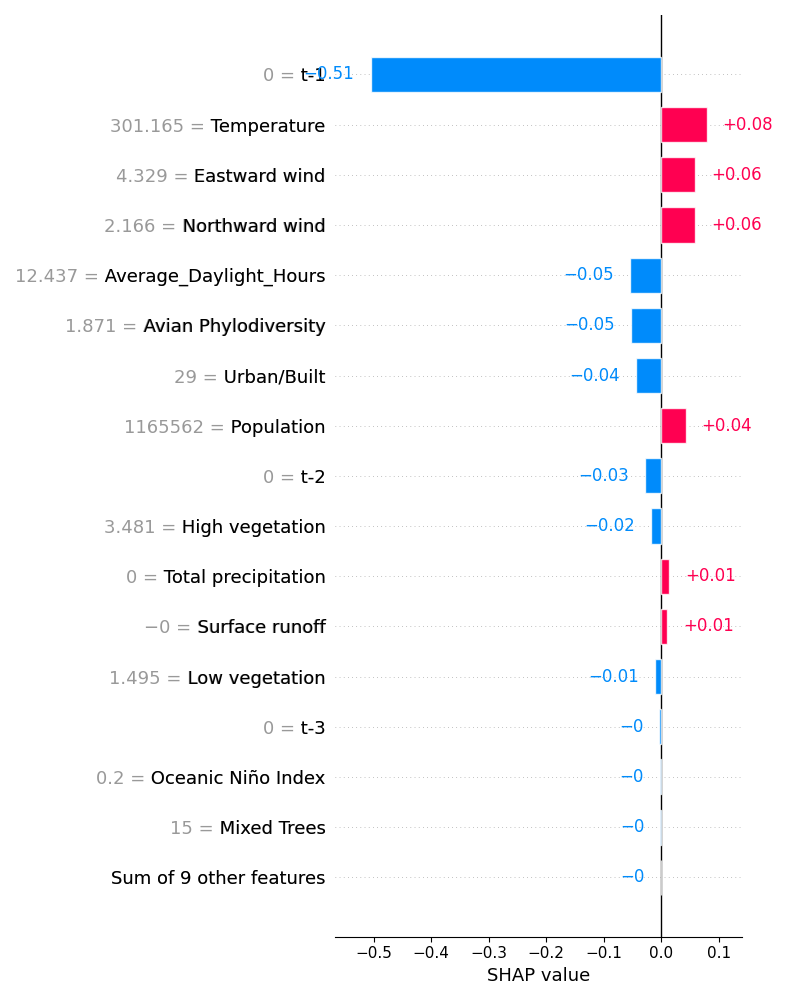 0 = t-1 −0.51
301.165 = Temperature +0.08
4.329 = Eastward wind +0.06
2.166 = Northward wind +0.06
12.437 = Average_Daylight_Hours −0.05
1.871 = Avian Phylodiversity −0.05
29 = Urban/Built −0.04
1165562 = Population +0.04
0 = t-2 −0.03
3.481 = High vegetation −0.02
0 = Total precipitation +0.01
−0 = Surface runoff +0.01
1.495 = Low vegetation −0.01
0 = t-3 −0
0.2 = Oceanic Niño Index −0
15 = Mixed Trees −0
Sum of 9 other features −0
−0.5 −0.4 −0.3 −0.2 −0.1 0.0 0.1
SHAP value